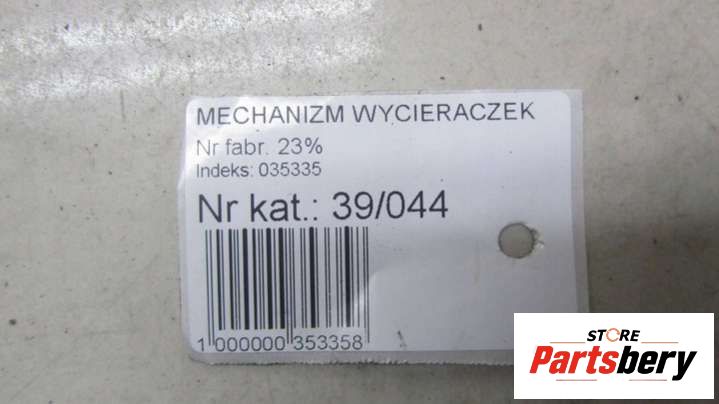 MECHANIZM WYCIERACZEK
Nr fabr. 23%
Indeks: 035335
Nr kat.: 39/044
1 000000 353358
STORE
Partsbery